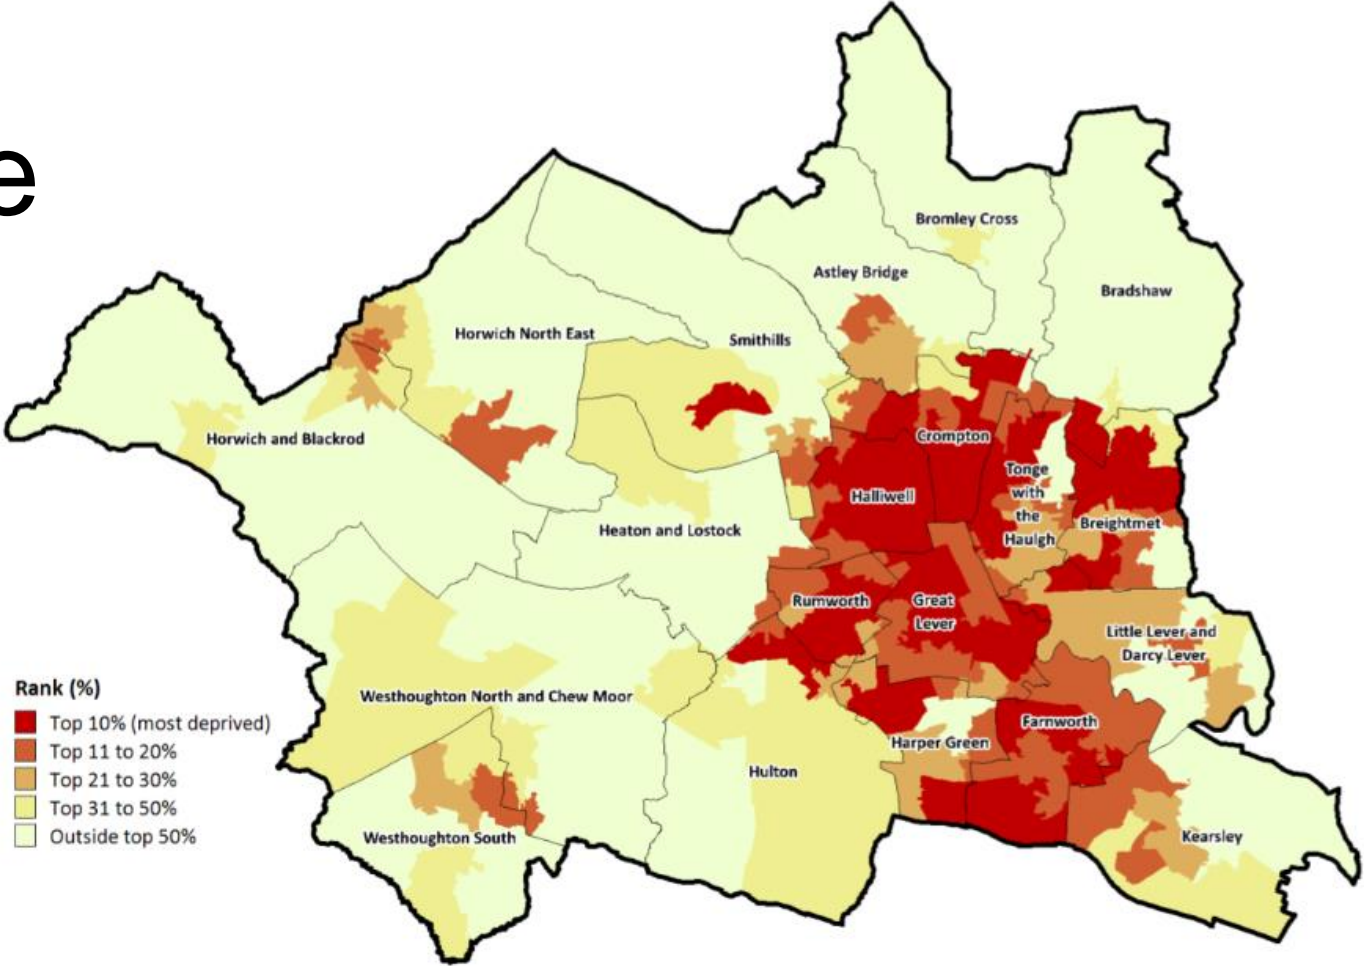 e
Bromley Cross
Astley Bridge
Bradshaw
Horwich North East
Smithills
Horwich and Blackrod
Crompton
Tonge
with
the
Haulgh
Halliwell
Breightmet
Heaton and Lostock
Rumworth
Great
Lever
Little Lever and
Darcy Lever
Westhoughton North and Chew Moor
Farnworth
Harper Green
Hulton
Westhoughton South
Kearsley
Rank (%)
Top 10% (most deprived)
Top 11 to 20%
Top 21 to 30%
Top 31 to 50%
Outside top 50%